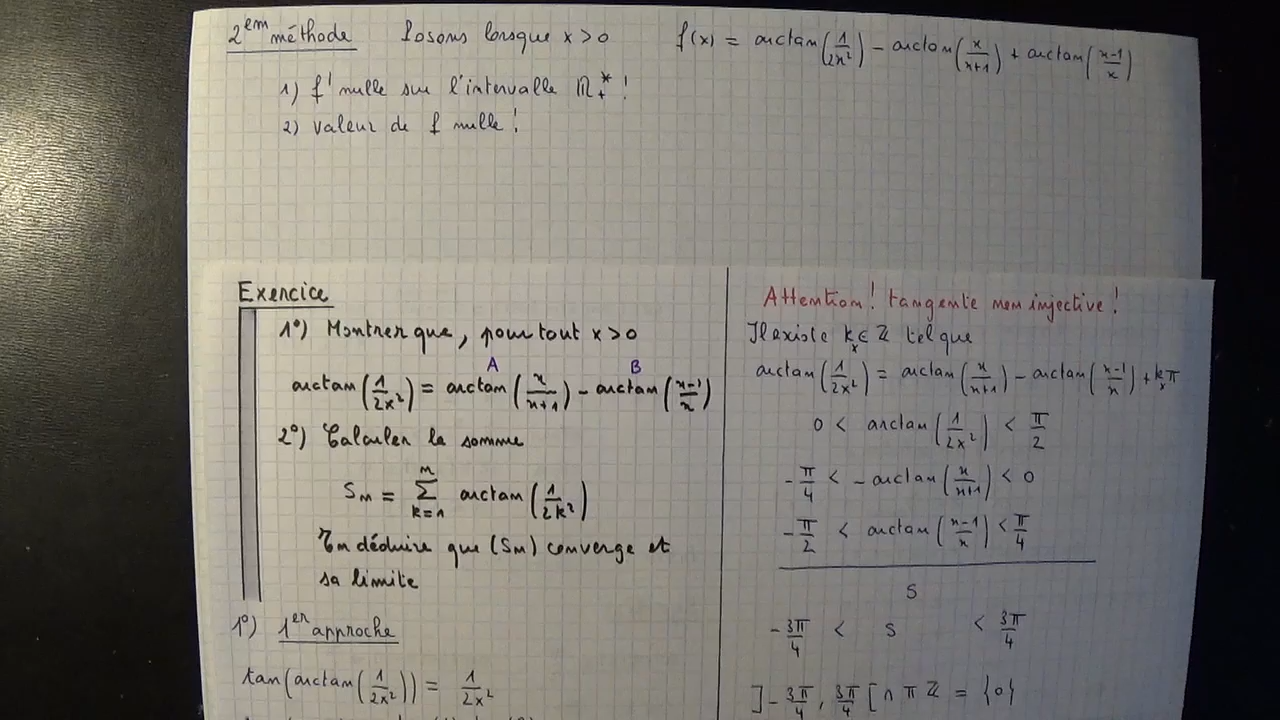 2em méthode Posons lorsque x > 0 f(x) = arctan(1/2x²) - arctan(x/x+1) + arctan(x-1/x)
1) f' nulle sur l'intervalle ℝ*₊ !
2) valeur de f nulle !
Exercice
1°) Montrer que, pour tout x > 0
A B
arctan(1/2x²) = arctan(x/x+1) - arctan(x-1/x)
2°) Calculer la somme
Sn = Σ k=1 n arctan(1/2k²)
En déduire que (Sn) converge et
sa limite
1°) 1er approche
tan(arctan(1/2x²)) = 1/2x²
Attention ! tangente non injective !
Il existe kₓ ∈ ℤ tel que
arctan(1/2x²) = arctan(x/x+1) - arctan(x-1/x) + kₓπ
0 < arctan(1/2x²) < π/2
-π/4 < - arctan(x/x+1) < 0
-π/2 < arctan(x-1/x) < π/4
S
-3π/4 < S < 3π/4
]-3π/4, 3π/4[ ∩ πℤ = {0}